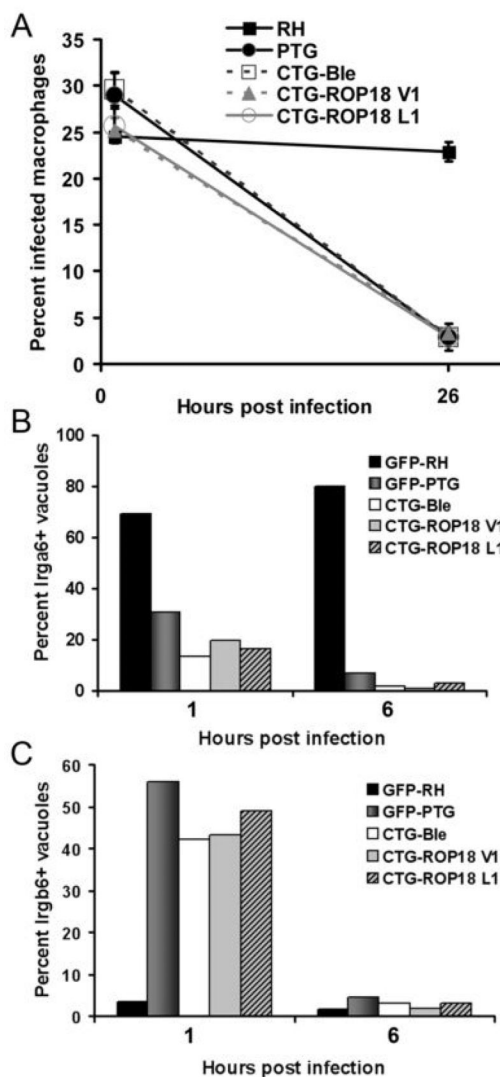 A
RH
PTG
CTG-Ble
CTG-ROP18 V1
CTG-ROP18 L1
Percent infected macrophages
35
30
25
20
15
10
5
0
0 26
Hours post infection
B
Percent Irga6+ vacuoles
100
80
60
40
20
0
GFP-RH
GFP-PTG
CTG-Ble
CTG-ROP18 V1
CTG-ROP18 L1
1 6
Hours post infection
C
Percent Irgb6+ vacuoles
60
50
40
30
20
10
0
GFP-RH
GFP-PTG
CTG-Ble
CTG-ROP18 V1
CTG-ROP18 L1
1 6
Hours post infection